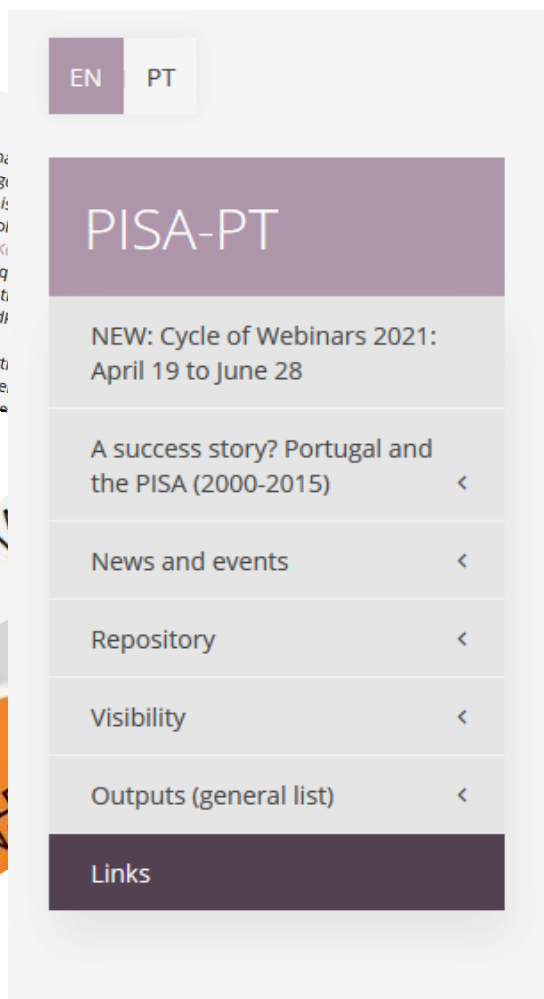 EN PT
PISA-PT
NEW: Cycle of Webinars 2021:
April 19 to June 28
A success story? Portugal and
the PISA (2000-2015)
News and events
Repository
Visibility
Outputs (general list)
Links